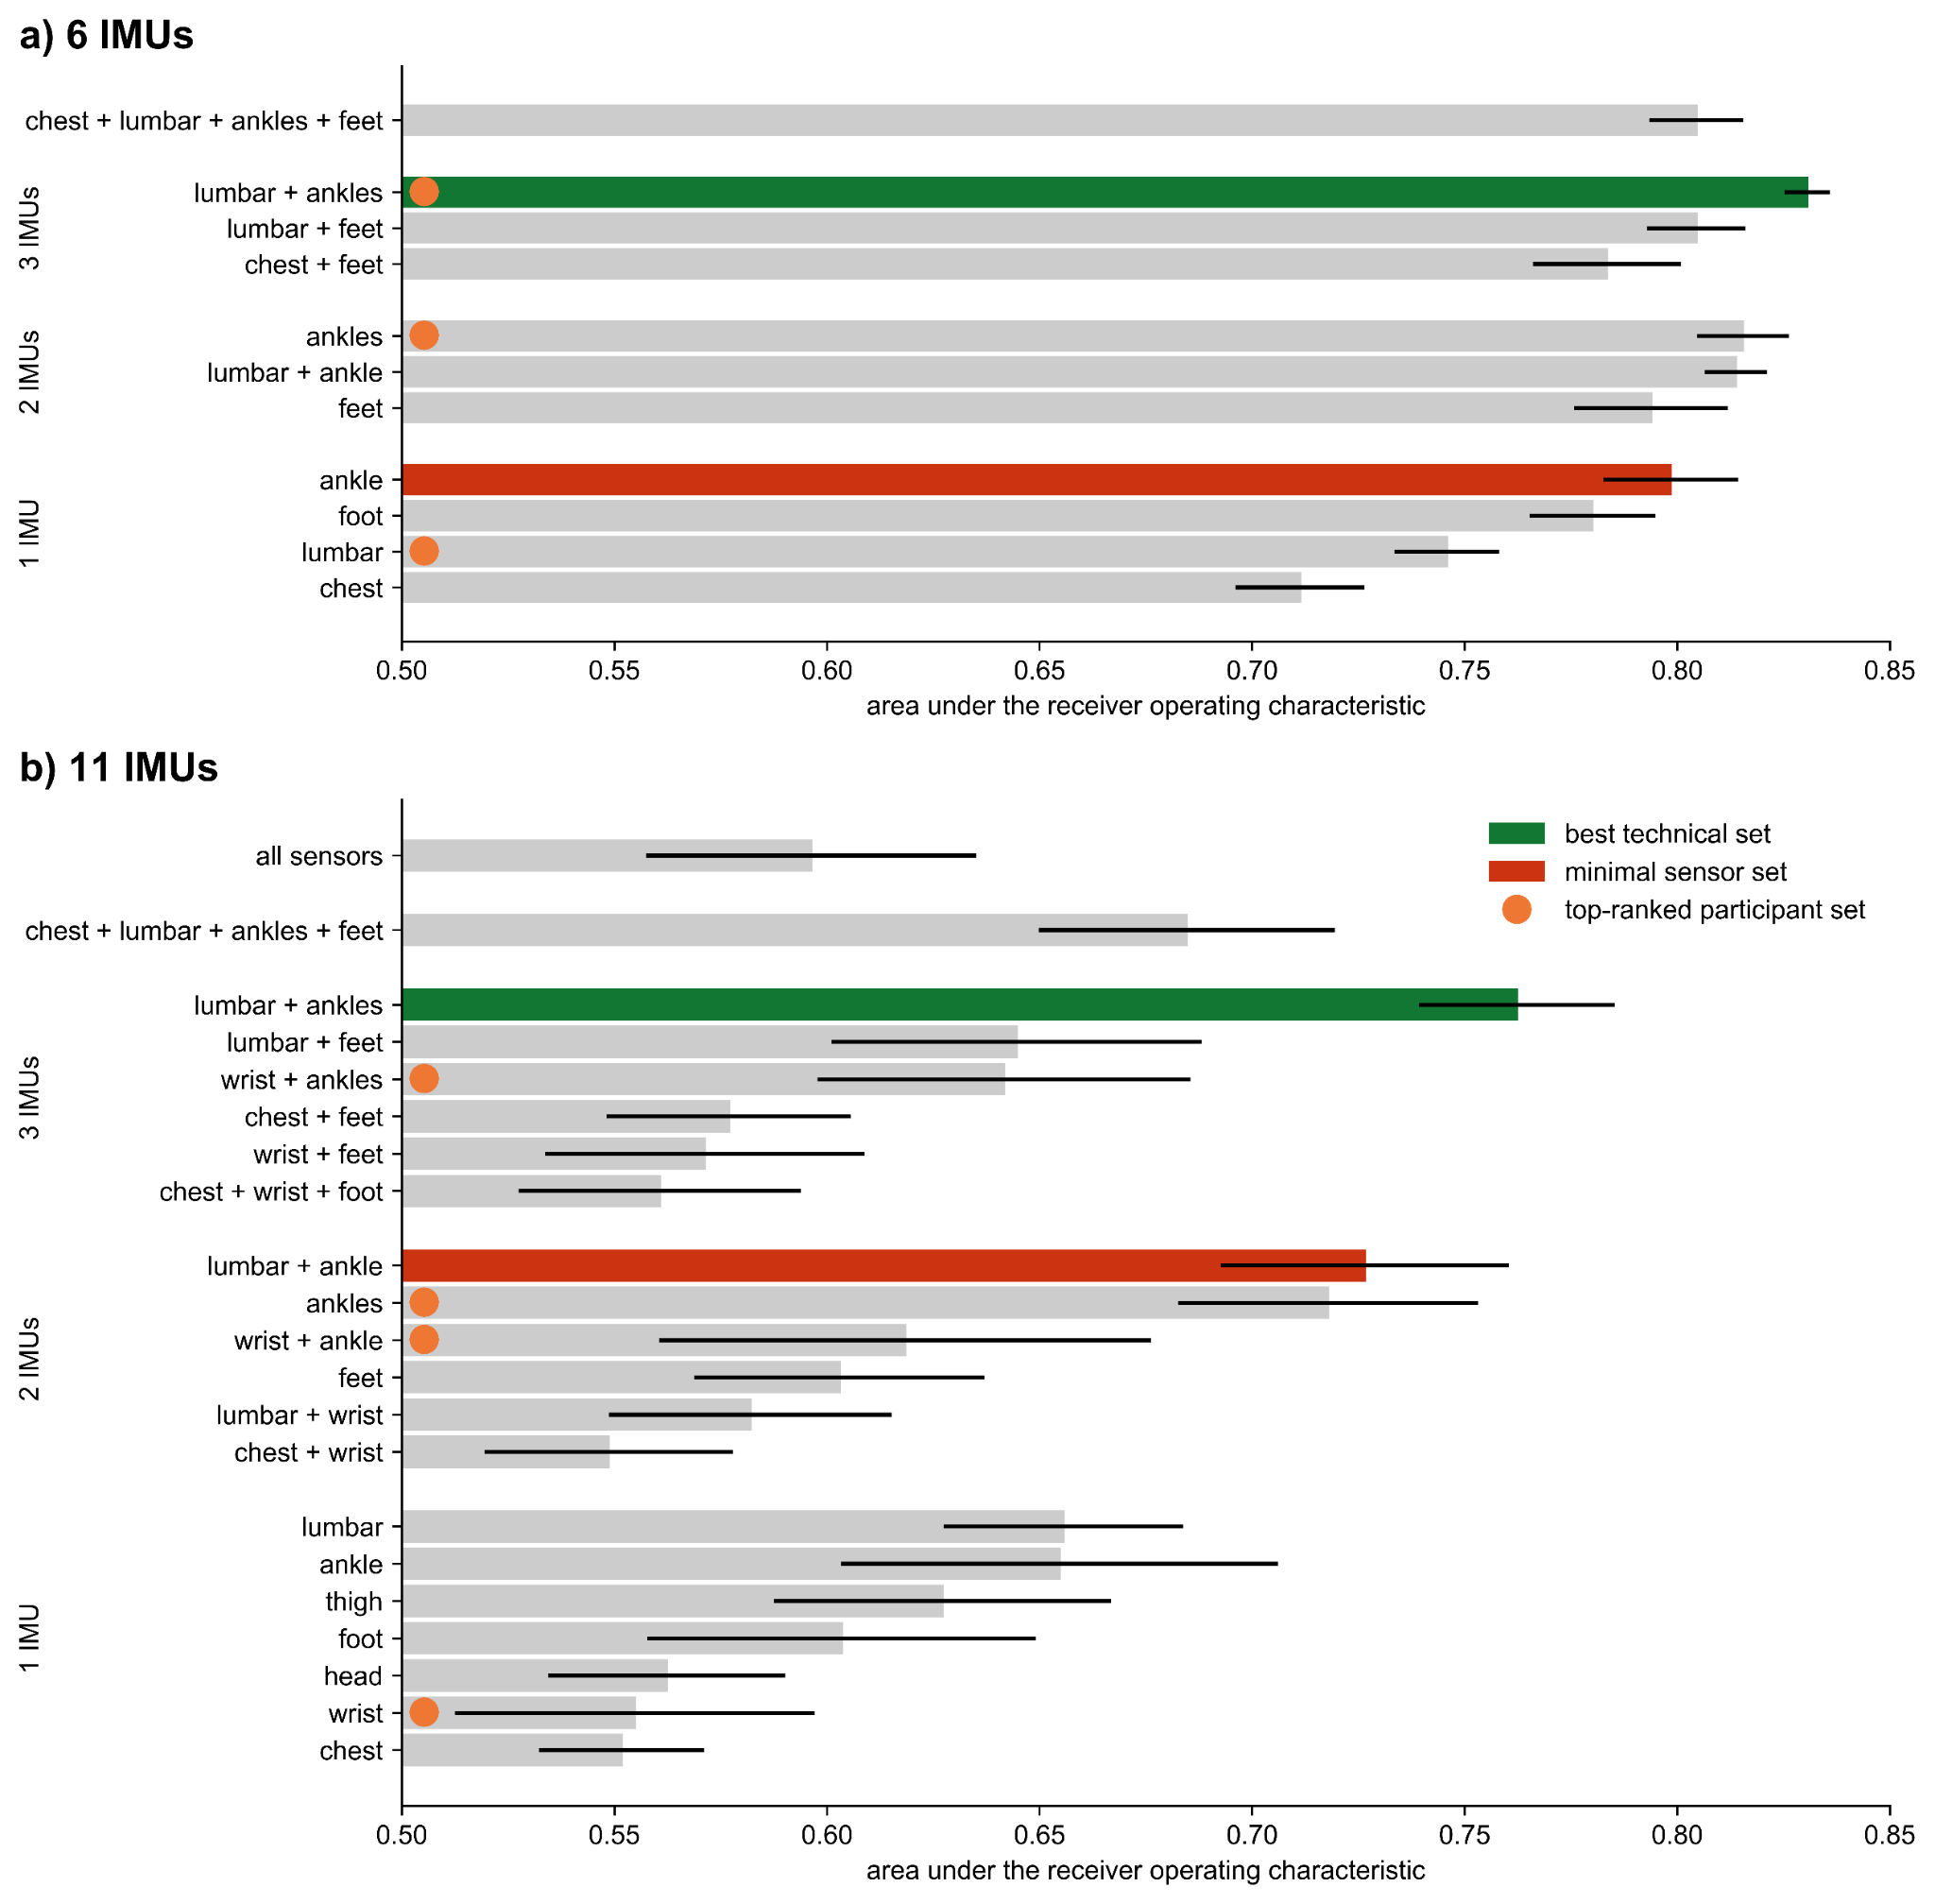 a) 6 IMUs
chest + lumbar + ankles + feet
3 IMUs
lumbar + ankles
lumbar + feet
chest + feet
2 IMUs
ankles
lumbar + ankle
feet
1 IMU
ankle
foot
lumbar
chest
0.50 0.55 0.60 0.65 0.70 0.75 0.80 0.85
area under the receiver operating characteristic
b) 11 IMUs
best technical set
minimal sensor set
top-ranked participant set
all sensors
chest + lumbar + ankles + feet
3 IMUs
lumbar + ankles
lumbar + feet
wrist + ankles
chest + feet
wrist + feet
chest + wrist + foot
2 IMUs
lumbar + ankle
ankles
wrist + ankle
feet
lumbar + wrist
chest + wrist
1 IMU
lumbar
ankle
thigh
foot
head
wrist
chest
0.50 0.55 0.60 0.65 0.70 0.75 0.80 0.85
area under the receiver operating characteristic